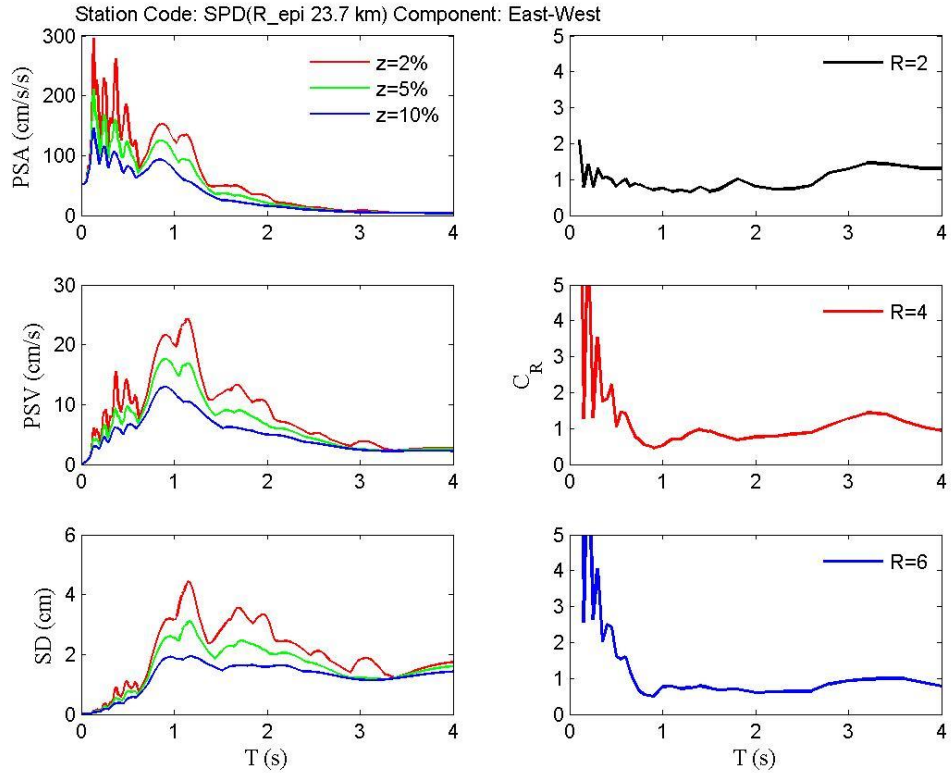 Station Code: SPD(R_epi 23.7 km) Component: East-West
PSA (cm/s/s)
300
200
100
0
0 1 2 3 4
z=2%
z=5%
z=10%
5
4
3
2
1
0
0 1 2 3 4
R=2
PSV (cm/s)
30
20
10
0
0 1 2 3 4
C_R
5
4
3
2
1
0
0 1 2 3 4
R=4
SD (cm)
6
4
2
0
0 1 2 3 4
T (s)
5
4
3
2
1
0
0 1 2 3 4
R=6
T (s)